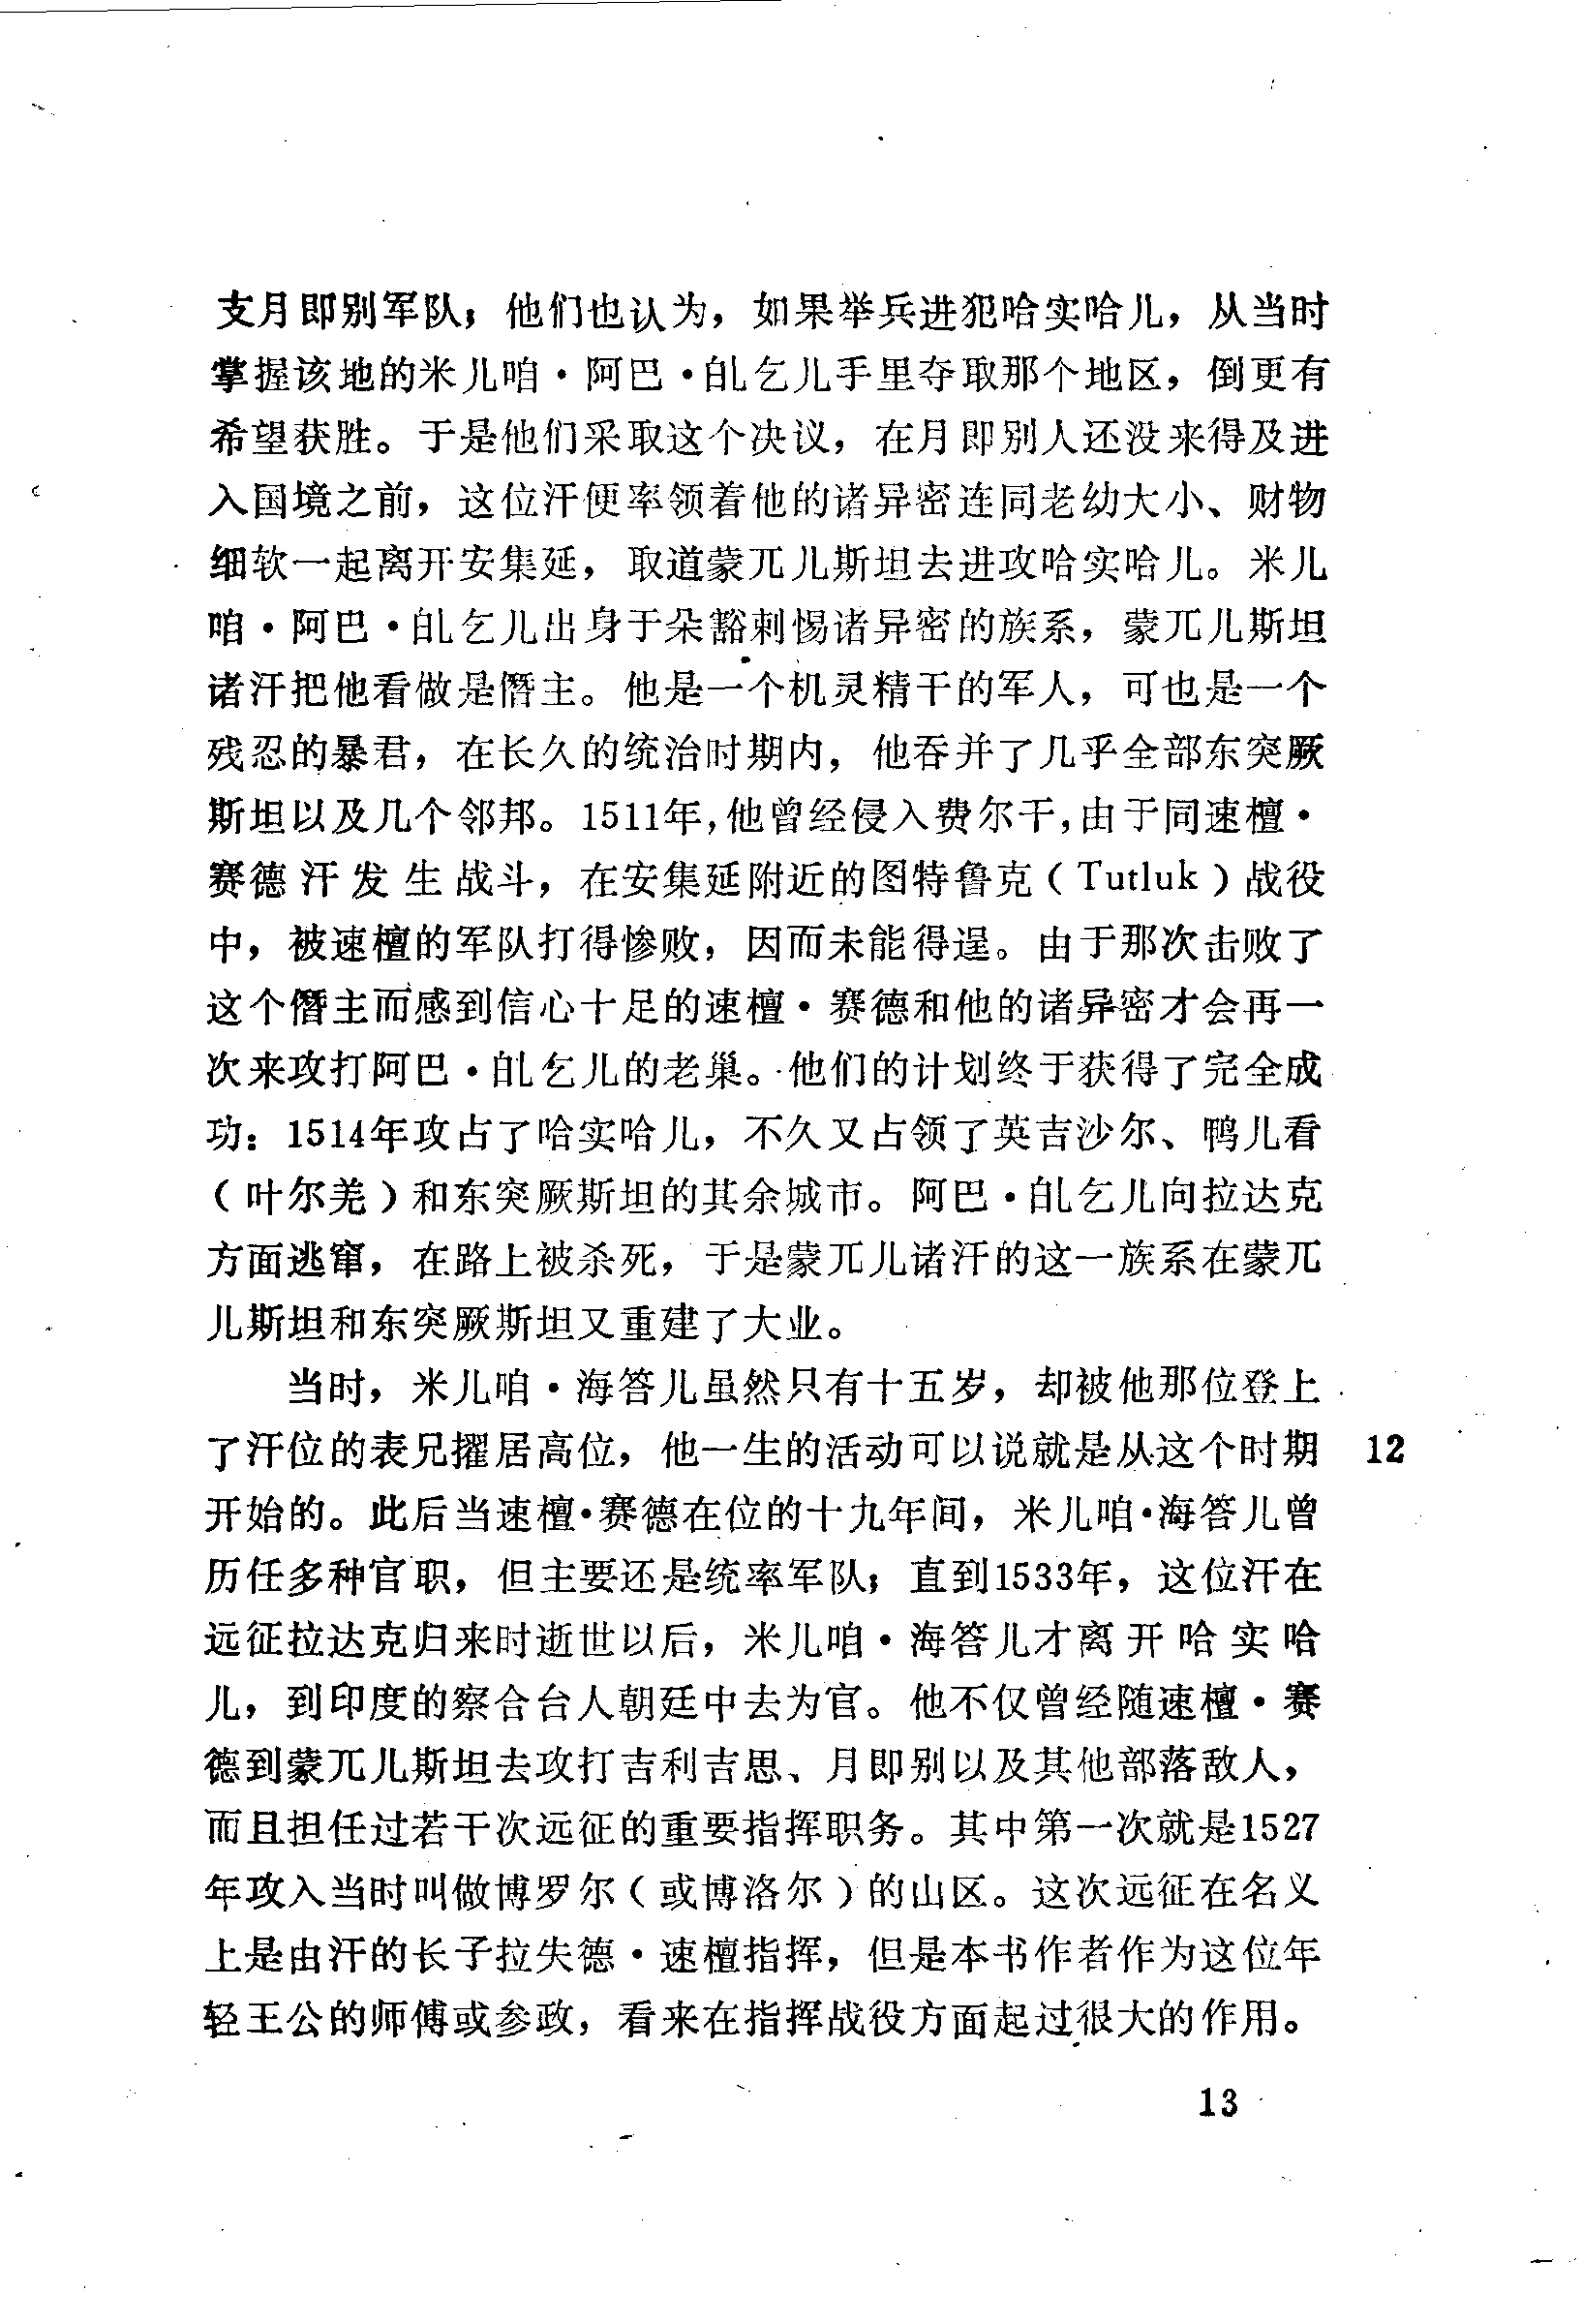 支月即别军队；他们也认为，如果举兵进犯哈实哈儿，从当时
掌握该地的米儿咱·阿巴·癿乞儿手里夺取那个地区，倒更有
希望获胜。于是他们采取这个决议，在月即别人还没来得及进
入国境之前，这位汗便率领着他的诸异密连同老幼大小、财物
细软一起离开安集延，取道蒙兀儿斯坦去进攻哈实哈儿。米儿
咱·阿巴·癿乞儿出身于朵豁剌惕诸异密的族系，蒙兀儿斯坦
诸汗把他看做是僭主。他是一个机灵精干的军人，可也是一个
残忍的暴君，在长久的统治时期内，他吞并了几乎全部东突厥
斯坦以及几个邻邦。1511年，他曾经侵入费尔干，由于同速檀·
赛德汗发生战斗，在安集延附近的图特鲁克（Tutluk）战役
中，被速檀的军队打得惨败，因而未能得逞。由于那次击败了
这个僭主而感到信心十足的速檀·赛德和他的诸异密才会再一
次来攻打阿巴·癿乞儿的老巢。他们的计划终于获得了完全成
功：1514年攻占了哈实哈儿，不久又占领了英吉沙尔、鸭儿看
（叶尔羌）和东突厥斯坦的其余城市。阿巴·癿乞儿向拉达克
方面逃窜，在路上被杀死，于是蒙兀儿诸汗的这一族系在蒙兀
儿斯坦和东突厥斯坦又重建了大业。
当时，米儿咱·海答儿虽然只有十五岁，却被他那位登上
了汗位的表兄擢居高位，他一生的活动可以说就是从这个时期 12
开始的。此后当速檀·赛德在位的十九年间，米儿咱·海答儿曾
历任多种官职，但主要还是统率军队；直到1533年，这位汗在
远征拉达克归来时逝世以后，米儿咱·海答儿才离开哈实哈
儿，到印度的察合台人朝廷中去为官。他不仅曾经随速檀·赛
德到蒙兀儿斯坦去攻打吉利吉思、月即别以及其他部落敌人，
而且担任过若干次远征的重要指挥职务。其中第一次就是1527
年攻入当时叫做博罗尔（或博洛尔）的山区。这次远征在名义
上是由汗的长子拉失德·速檀指挥，但是本书作者作为这位年
轻王公的师傅或参政，看来在指挥战役方面起过很大的作用。
13